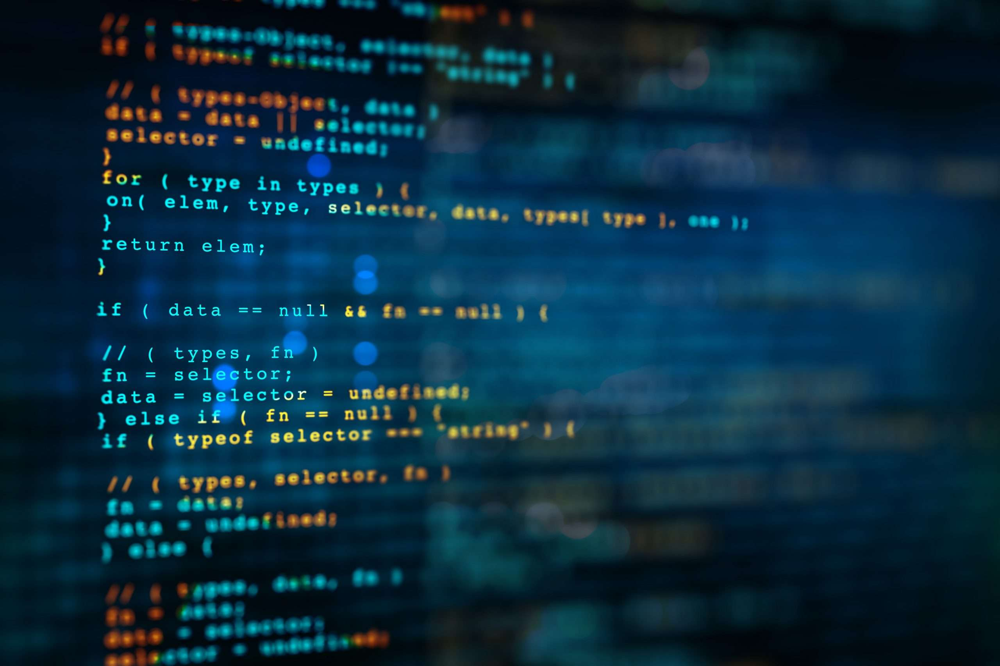 // ( types-Object, selector, data )
if ( typeof selector !== "string" ) {
// ( types-Object, data )
data = data || selector;
selector = undefined;
}
for ( type in types ) {
on( elem, type, selector, data, types[ type ], one );
}
return elem;
}
if ( data == null && fn == null ) {
// ( types, fn )
fn = selector;
data = selector = undefined;
} else if ( fn == null ) {
if ( typeof selector === "string" ) {
// ( types, selector, fn )
fn = data;
data = undefined;
} else {
// ( types, data, fn )
fn = data;
data = selector;
selector = undefined;